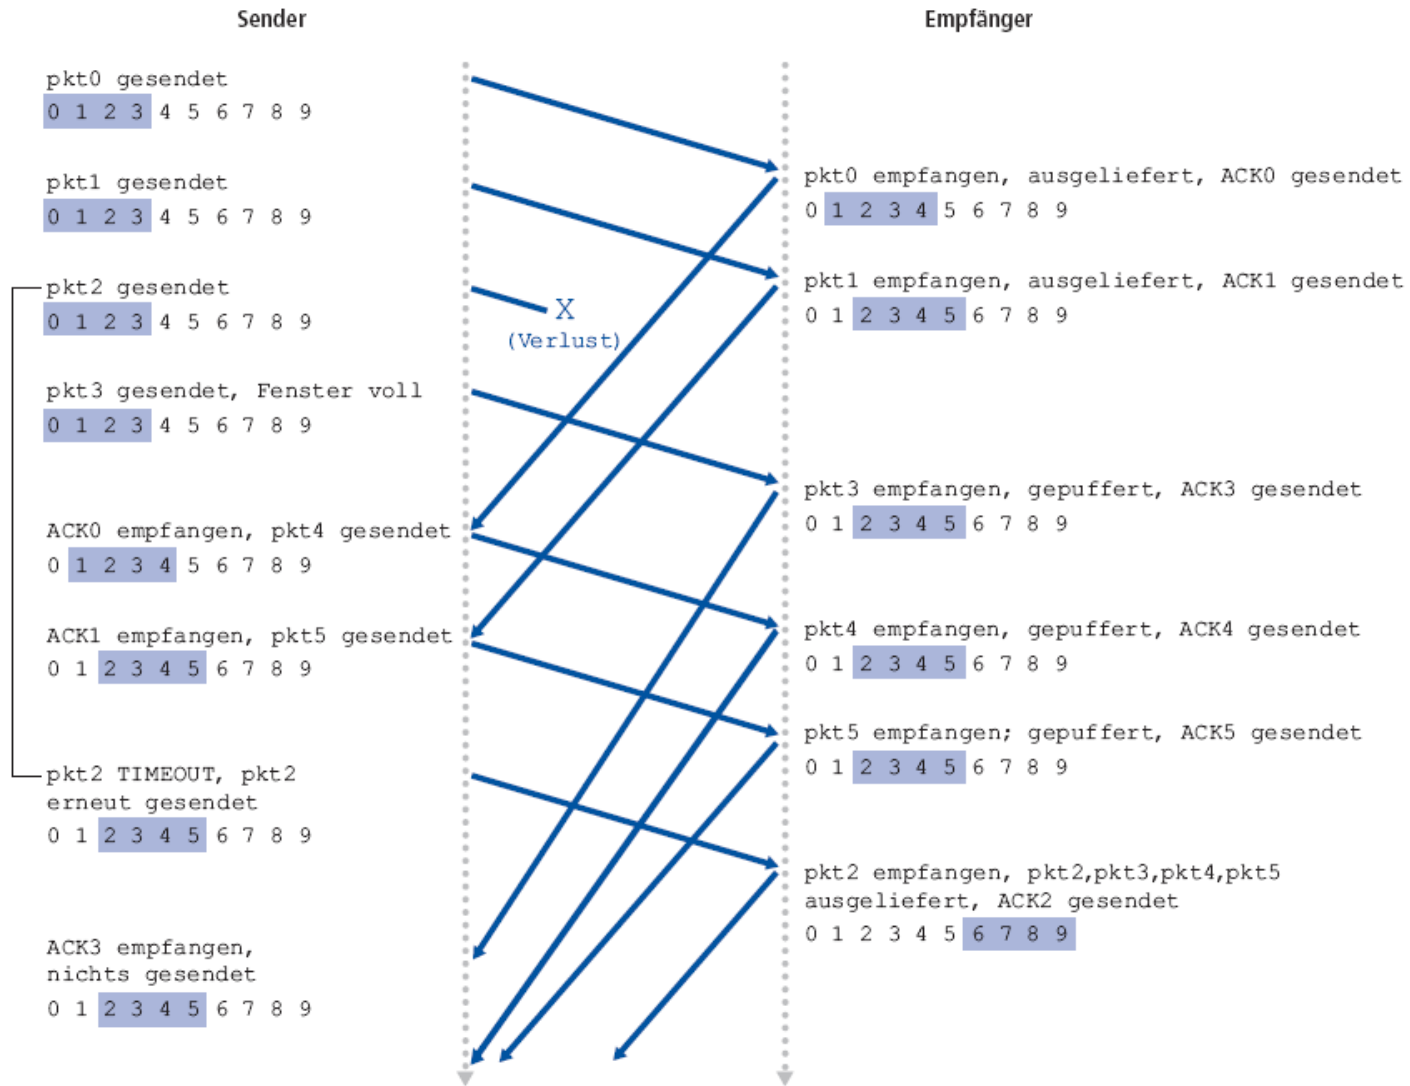 Sender
Empfänger
pkt0 gesendet
0 1 2 3 4 5 6 7 8 9
pkt1 gesendet
0 1 2 3 4 5 6 7 8 9
pkt2 gesendet
0 1 2 3 4 5 6 7 8 9
pkt3 gesendet, Fenster voll
0 1 2 3 4 5 6 7 8 9
ACK0 empfangen, pkt4 gesendet
0 1 2 3 4 5 6 7 8 9
ACK1 empfangen, pkt5 gesendet
0 1 2 3 4 5 6 7 8 9
pkt2 TIMEOUT, pkt2
erneut gesendet
0 1 2 3 4 5 6 7 8 9
ACK3 empfangen,
nichts gesendet
0 1 2 3 4 5 6 7 8 9
X
(Verlust)
pkt0 empfangen, ausgeliefert, ACK0 gesendet
0 1 2 3 4 5 6 7 8 9
pkt1 empfangen, ausgeliefert, ACK1 gesendet
0 1 2 3 4 5 6 7 8 9
pkt3 empfangen, gepuffert, ACK3 gesendet
0 1 2 3 4 5 6 7 8 9
pkt4 empfangen, gepuffert, ACK4 gesendet
0 1 2 3 4 5 6 7 8 9
pkt5 empfangen; gepuffert, ACK5 gesendet
0 1 2 3 4 5 6 7 8 9
pkt2 empfangen, pkt2,pkt3,pkt4,pkt5
ausgeliefert, ACK2 gesendet
0 1 2 3 4 5 6 7 8 9